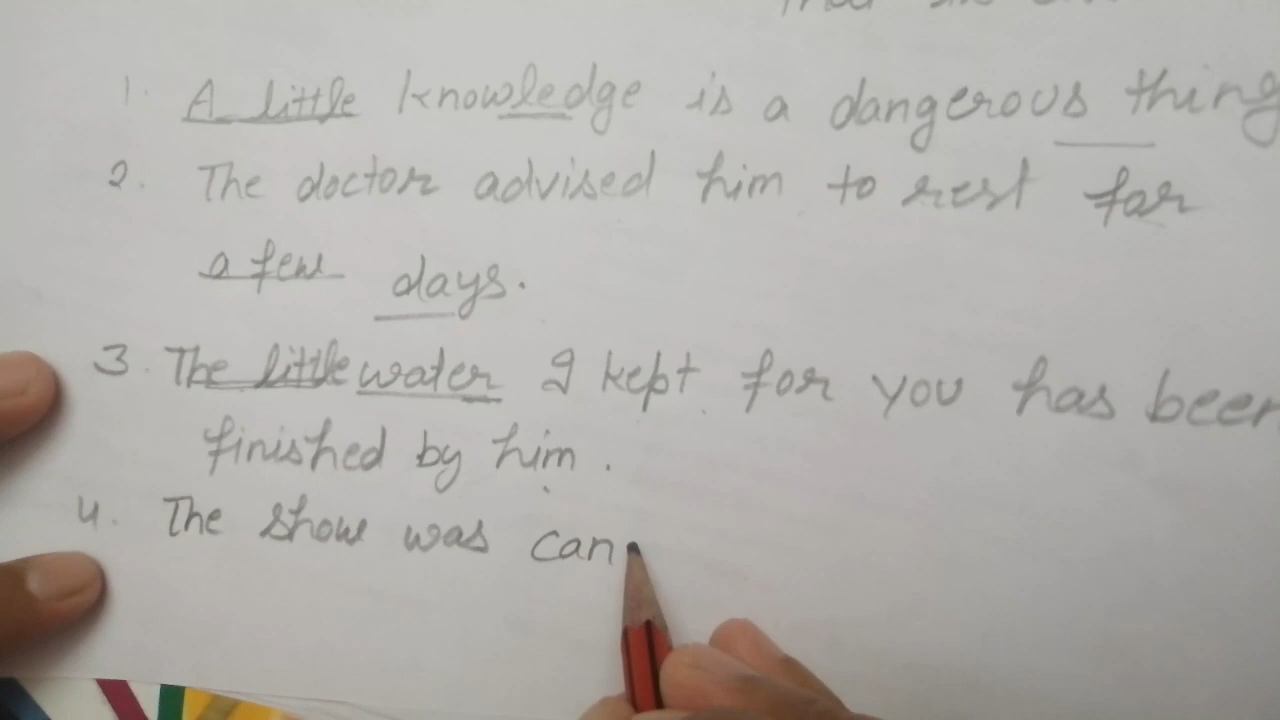 1. A little knowledge is a dangerous thing
2. The doctor advised him to rest for
a few days.
3. The little water I kept for you has been
finished by him.
4. The show was can